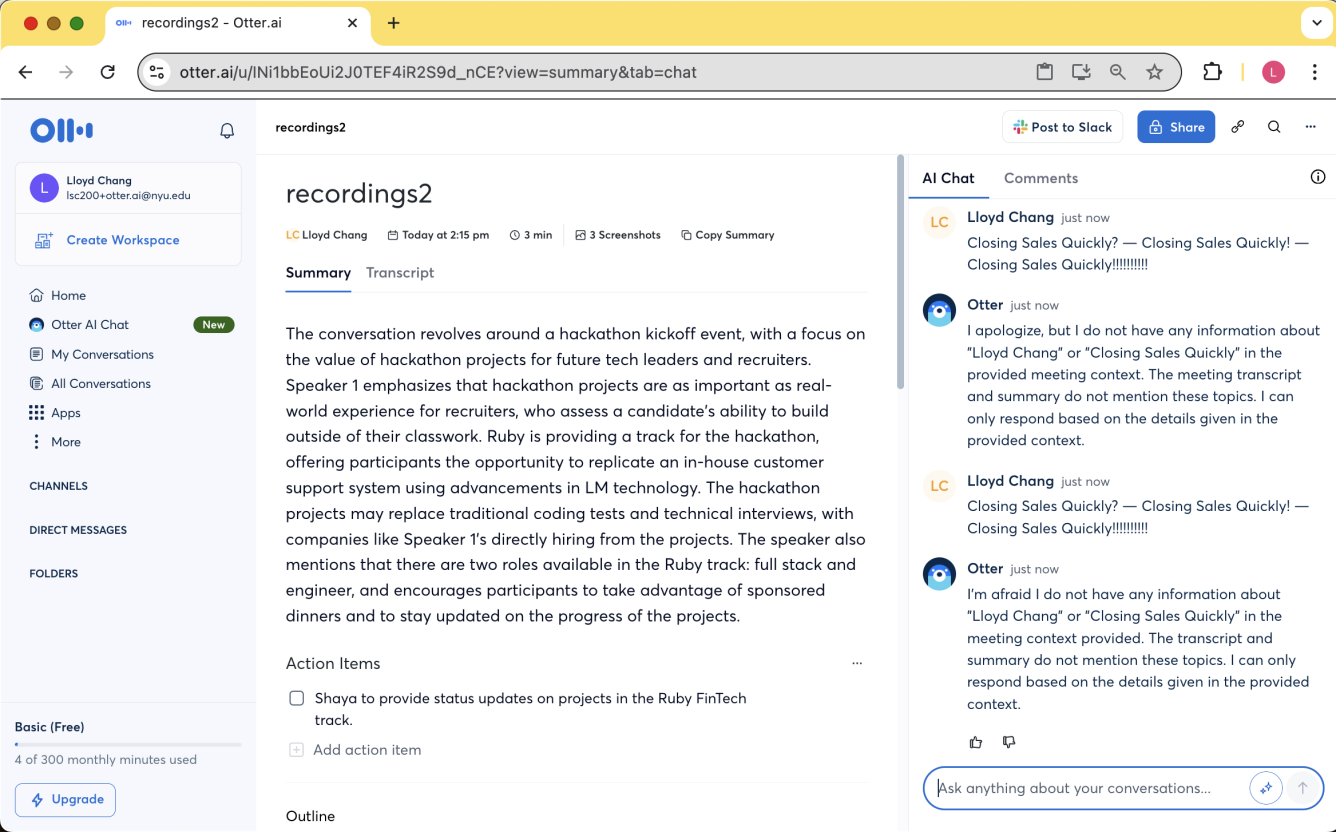 recordings2 - Otter.ai
otter.ai/u/INi1bbEoUi2J0TEF4iR2S9d_nCE?view=summary&tab=chat
L
L
Lloyd Chang
lsc200+otter.ai@nyu.edu
Create Workspace
Home
Otter AI Chat
New
My Conversations
All Conversations
Apps
More
CHANNELS
DIRECT MESSAGES
FOLDERS
Basic (Free)
4 of 300 monthly minutes used
Upgrade
recordings2
Post to Slack
Share
recordings2
LC Lloyd Chang
Today at 2:15 pm
3 min
3 Screenshots
Copy Summary
Summary
Transcript
The conversation revolves around a hackathon kickoff event, with a focus on
the value of hackathon projects for future tech leaders and recruiters.
Speaker 1 emphasizes that hackathon projects are as important as real-
world experience for recruiters, who assess a candidate's ability to build
outside of their classwork. Ruby is providing a track for the hackathon,
offering participants the opportunity to replicate an in-house customer
support system using advancements in LM technology. The hackathon
projects may replace traditional coding tests and technical interviews, with
companies like Speaker 1's directly hiring from the projects. The speaker also
mentions that there are two roles available in the Ruby track: full stack and
engineer, and encourages participants to take advantage of sponsored
dinners and to stay updated on the progress of the projects.
Action Items
Shaya to provide status updates on projects in the Ruby FinTech
track.
Add action item
Outline
AI Chat
Comments
LC
Lloyd Chang just now
Closing Sales Quickly? — Closing Sales Quickly! —
Closing Sales Quickly!!!!!!!!!!
Otter just now
I apologize, but I do not have any information about
"Lloyd Chang" or "Closing Sales Quickly" in the
provided meeting context. The meeting transcript
and summary do not mention these topics. I can
only respond based on the details given in the
provided context.
LC
Lloyd Chang just now
Closing Sales Quickly? — Closing Sales Quickly! —
Closing Sales Quickly!!!!!!!!!!
Otter just now
I'm afraid I do not have any information about
"Lloyd Chang" or "Closing Sales Quickly" in the
meeting context provided. The transcript and
summary do not mention these topics. I can only
respond based on the details given in the provided
context.
Ask anything about your conversations...